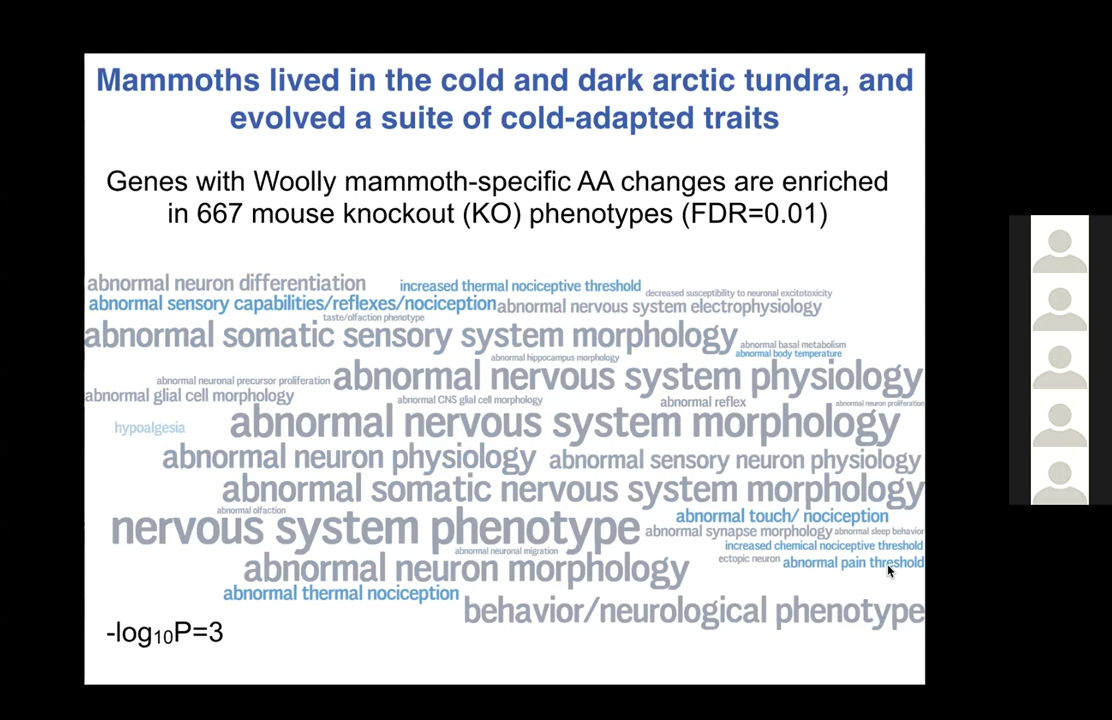 Mammoths lived in the cold and dark arctic tundra, and
evolved a suite of cold-adapted traits
Genes with Woolly mammoth-specific AA changes are enriched
in 667 mouse knockout (KO) phenotypes (FDR=0.01)
abnormal neuron differentiation
increased thermal nociceptive threshold
decreased susceptibility to neuronal excitotoxicity
abnormal sensory capabilities/reflexes/nociception
abnormal nervous system electrophysiology
taste/olfaction phenotype
abnormal somatic sensory system morphology
abnormal basal metabolism
abnormal body temperature
abnormal hippocampus morphology
abnormal neuronal precursor proliferation
abnormal nervous system physiology
abnormal glial cell morphology
abnormal CNS glial cell morphology
abnormal reflex
abnormal neuron proliferation
hypoalgesia
abnormal nervous system morphology
abnormal neuron physiology
abnormal sensory neuron physiology
abnormal somatic nervous system morphology
abnormal olfaction
nervous system phenotype
abnormal touch/ nociception
abnormal synapse morphology
abnormal sleep behavior
increased chemical nociceptive threshold
abnormal neuronal migration
ectopic neuron
abnormal pain threshold
abnormal neuron morphology
abnormal thermal nociception
behavior/neurological phenotype
-log10P=3